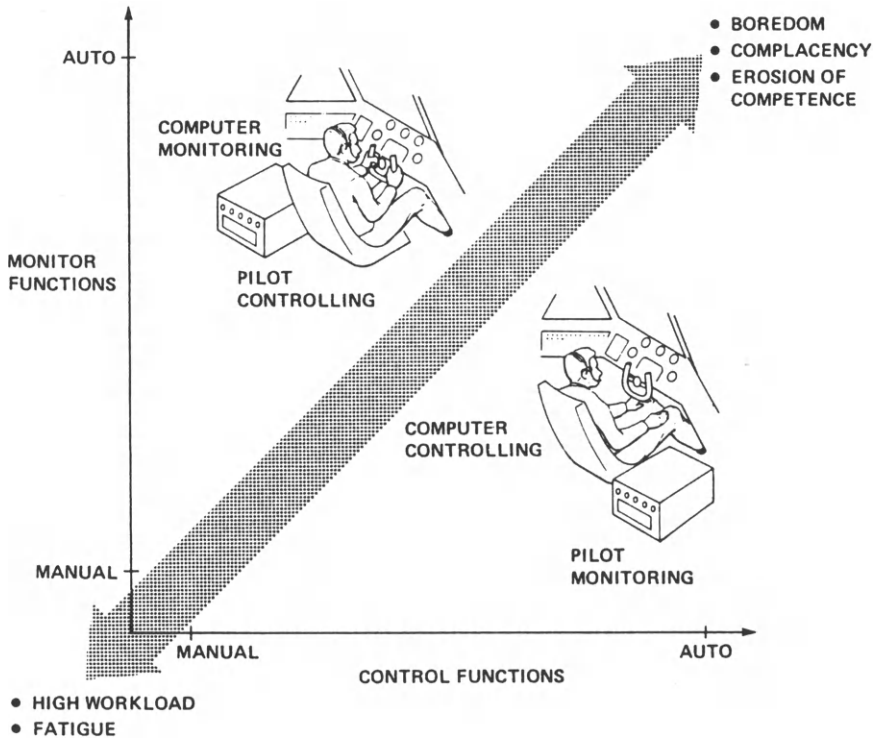 • BOREDOM
• COMPLACENCY
• EROSION OF
COMPETENCE
AUTO
COMPUTER
MONITORING
MONITOR
FUNCTIONS
PILOT
CONTROLLING
COMPUTER
CONTROLLING
PILOT
MONITORING
MANUAL
MANUAL
AUTO
CONTROL FUNCTIONS
• HIGH WORKLOAD
• FATIGUE